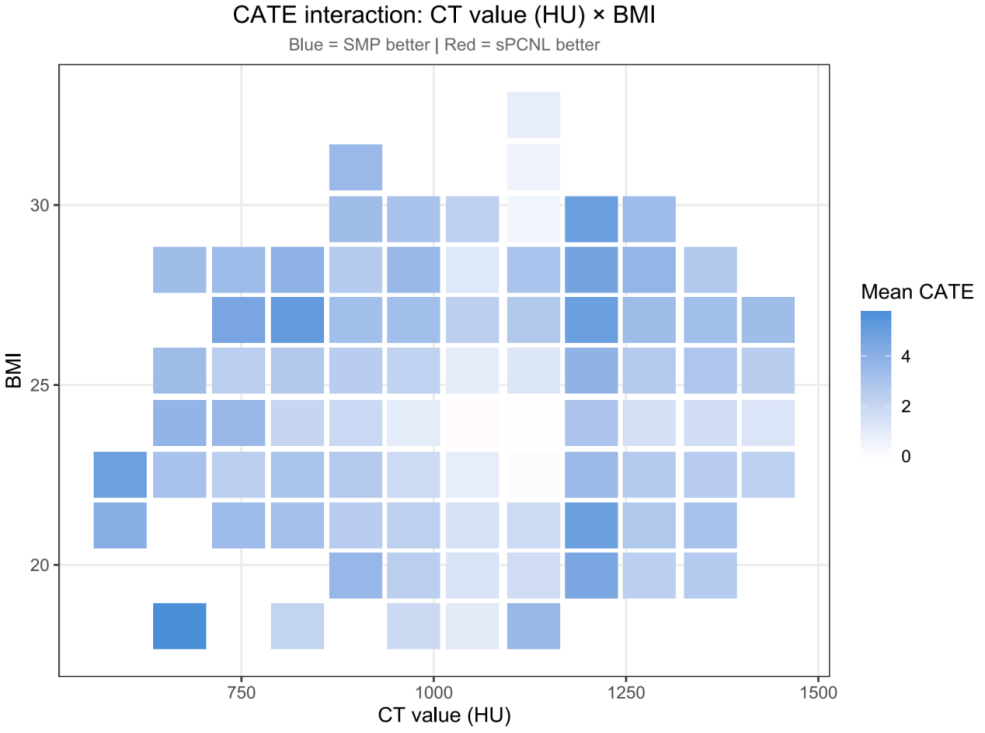 CATE interaction: CT value (HU) × BMI
Blue = SMP better | Red = sPCNL better
BMI
30
25
20
750
1000
1250
1500
CT value (HU)
Mean CATE
4
2
0